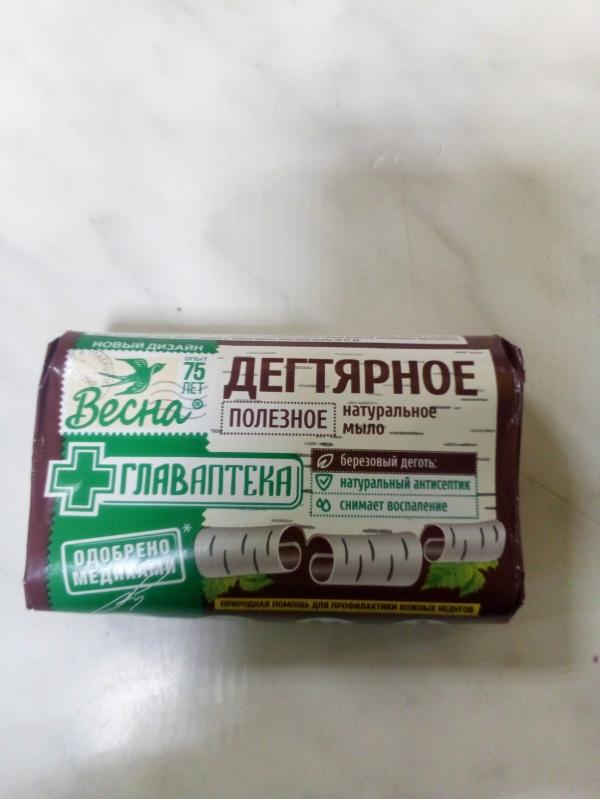 НОВЫЙ ДИЗАЙН
ОПЫТ
75
ЛЕТ
Весна®
ДЕГТЯРНОЕ
ПОЛЕЗНОЕ
натуральное
мыло
ГЛАВАПТЕКА
березовый деготь:
натуральный антисептик
снимает воспаление
ОДОБРЕНО*
МЕДИКАМИ
ПРИРОДНАЯ ПОМОЩЬ ДЛЯ ПРОФИЛАКТИКИ КОЖНЫХ НЕДУГОВ